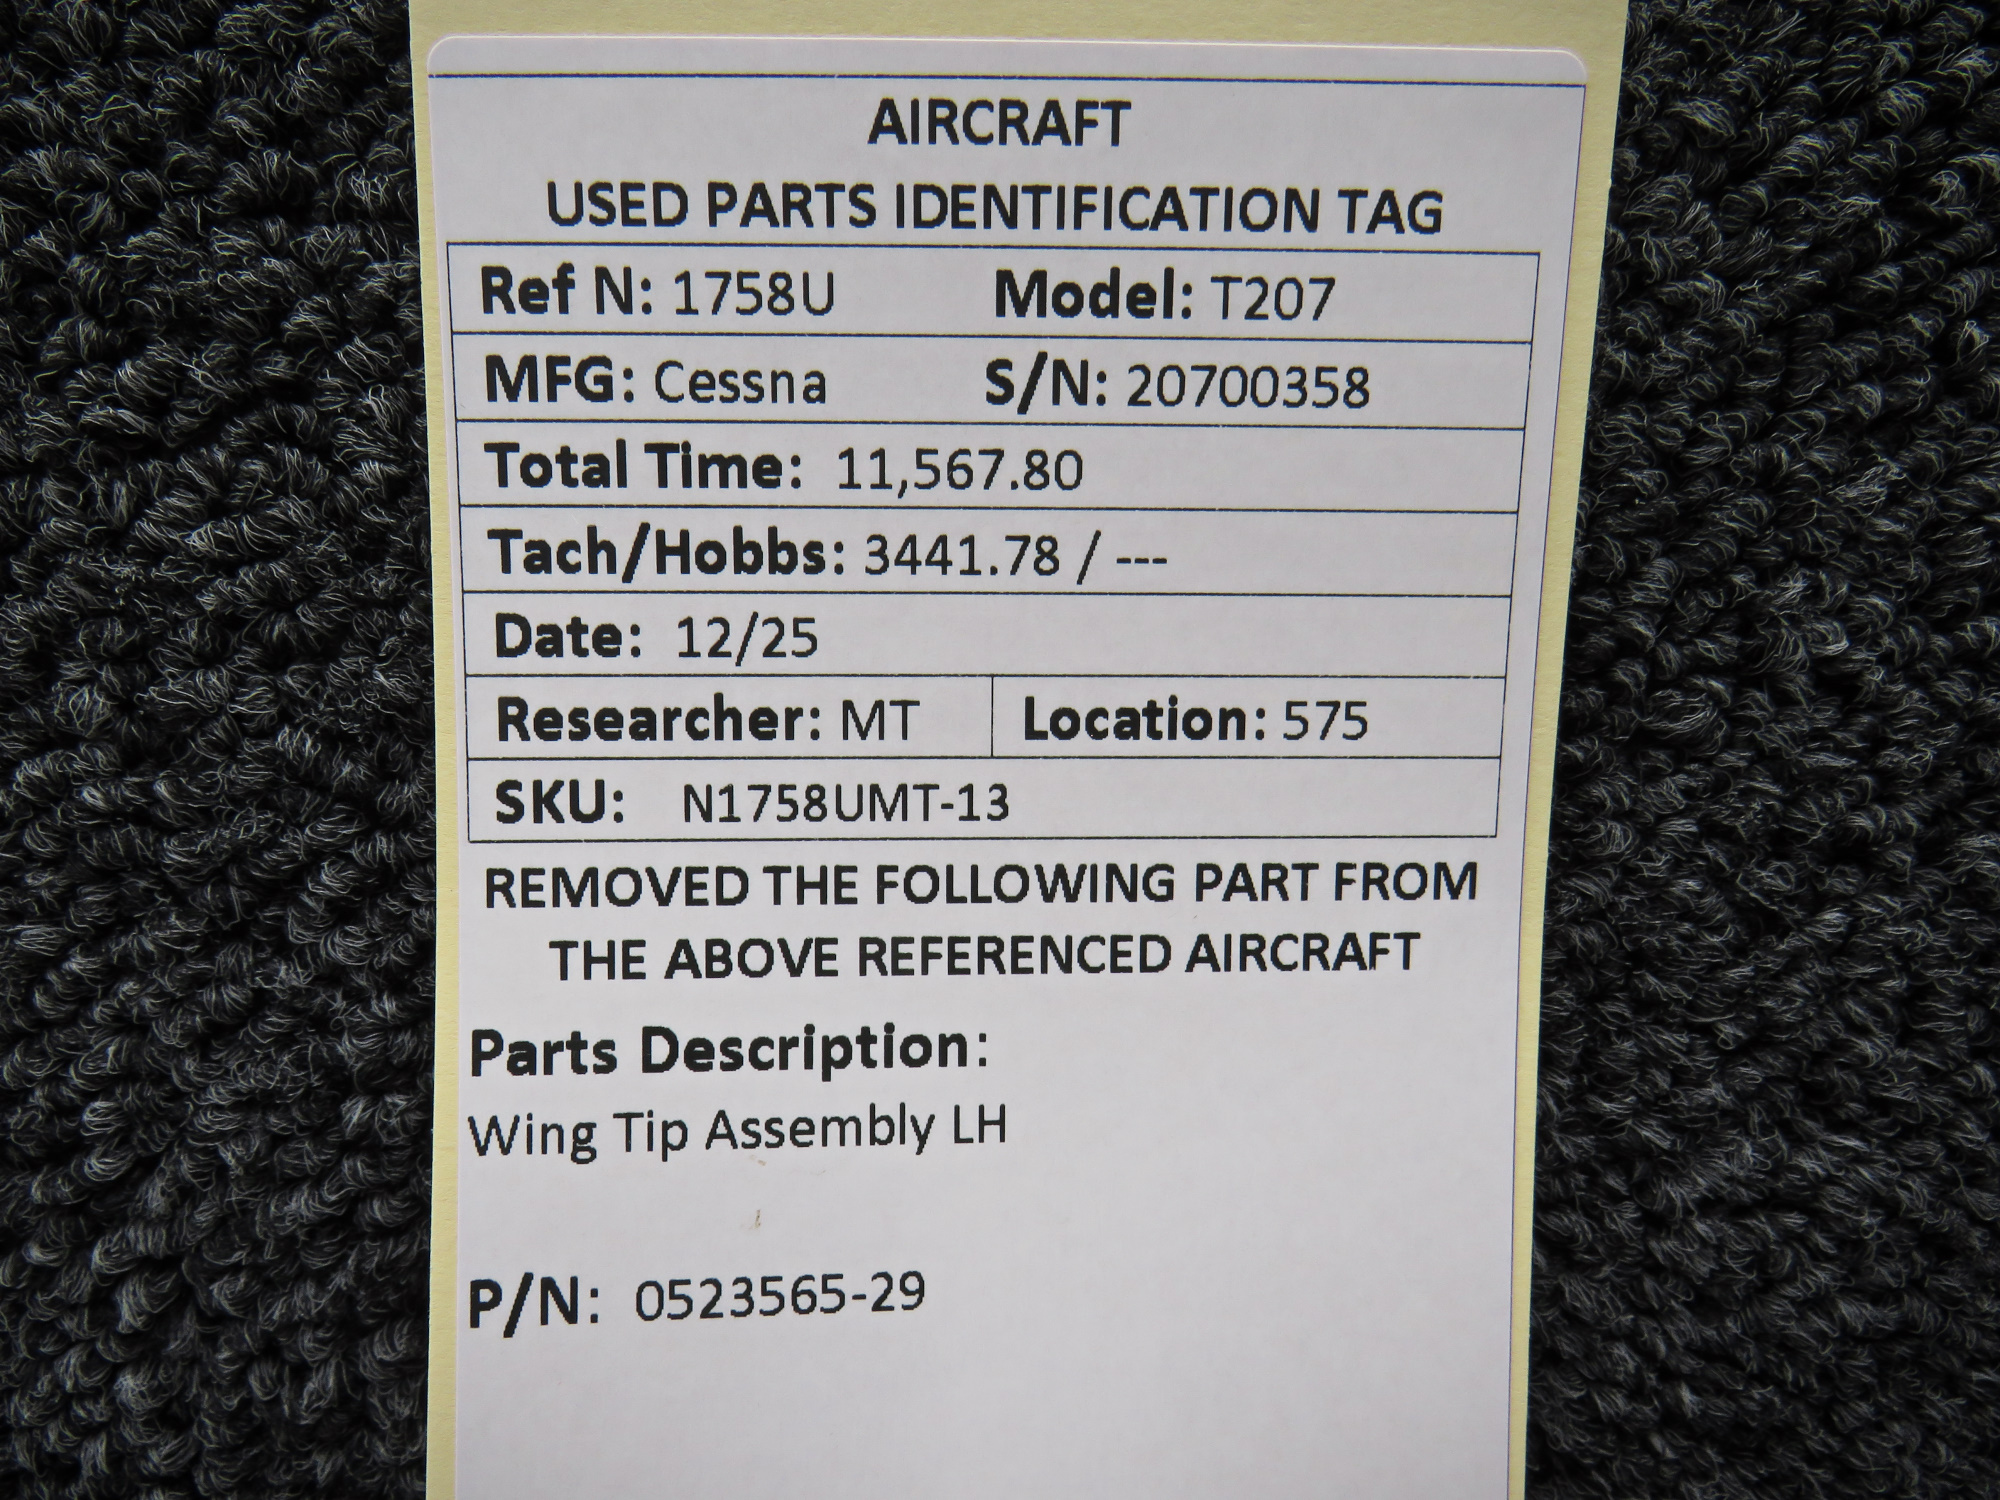 AIRCRAFT
USED PARTS IDENTIFICATION TAG
Ref N: 1758U Model: T207
MFG: Cessna S/N: 20700358
Total Time: 11,567.80
Tach/Hobbs: 3441.78 / ---
Date: 12/25
Researcher: MT Location: 575
SKU: N1758UMT-13
REMOVED THE FOLLOWING PART FROM
THE ABOVE REFERENCED AIRCRAFT
Parts Description:
Wing Tip Assembly LH
P/N: 0523565-29